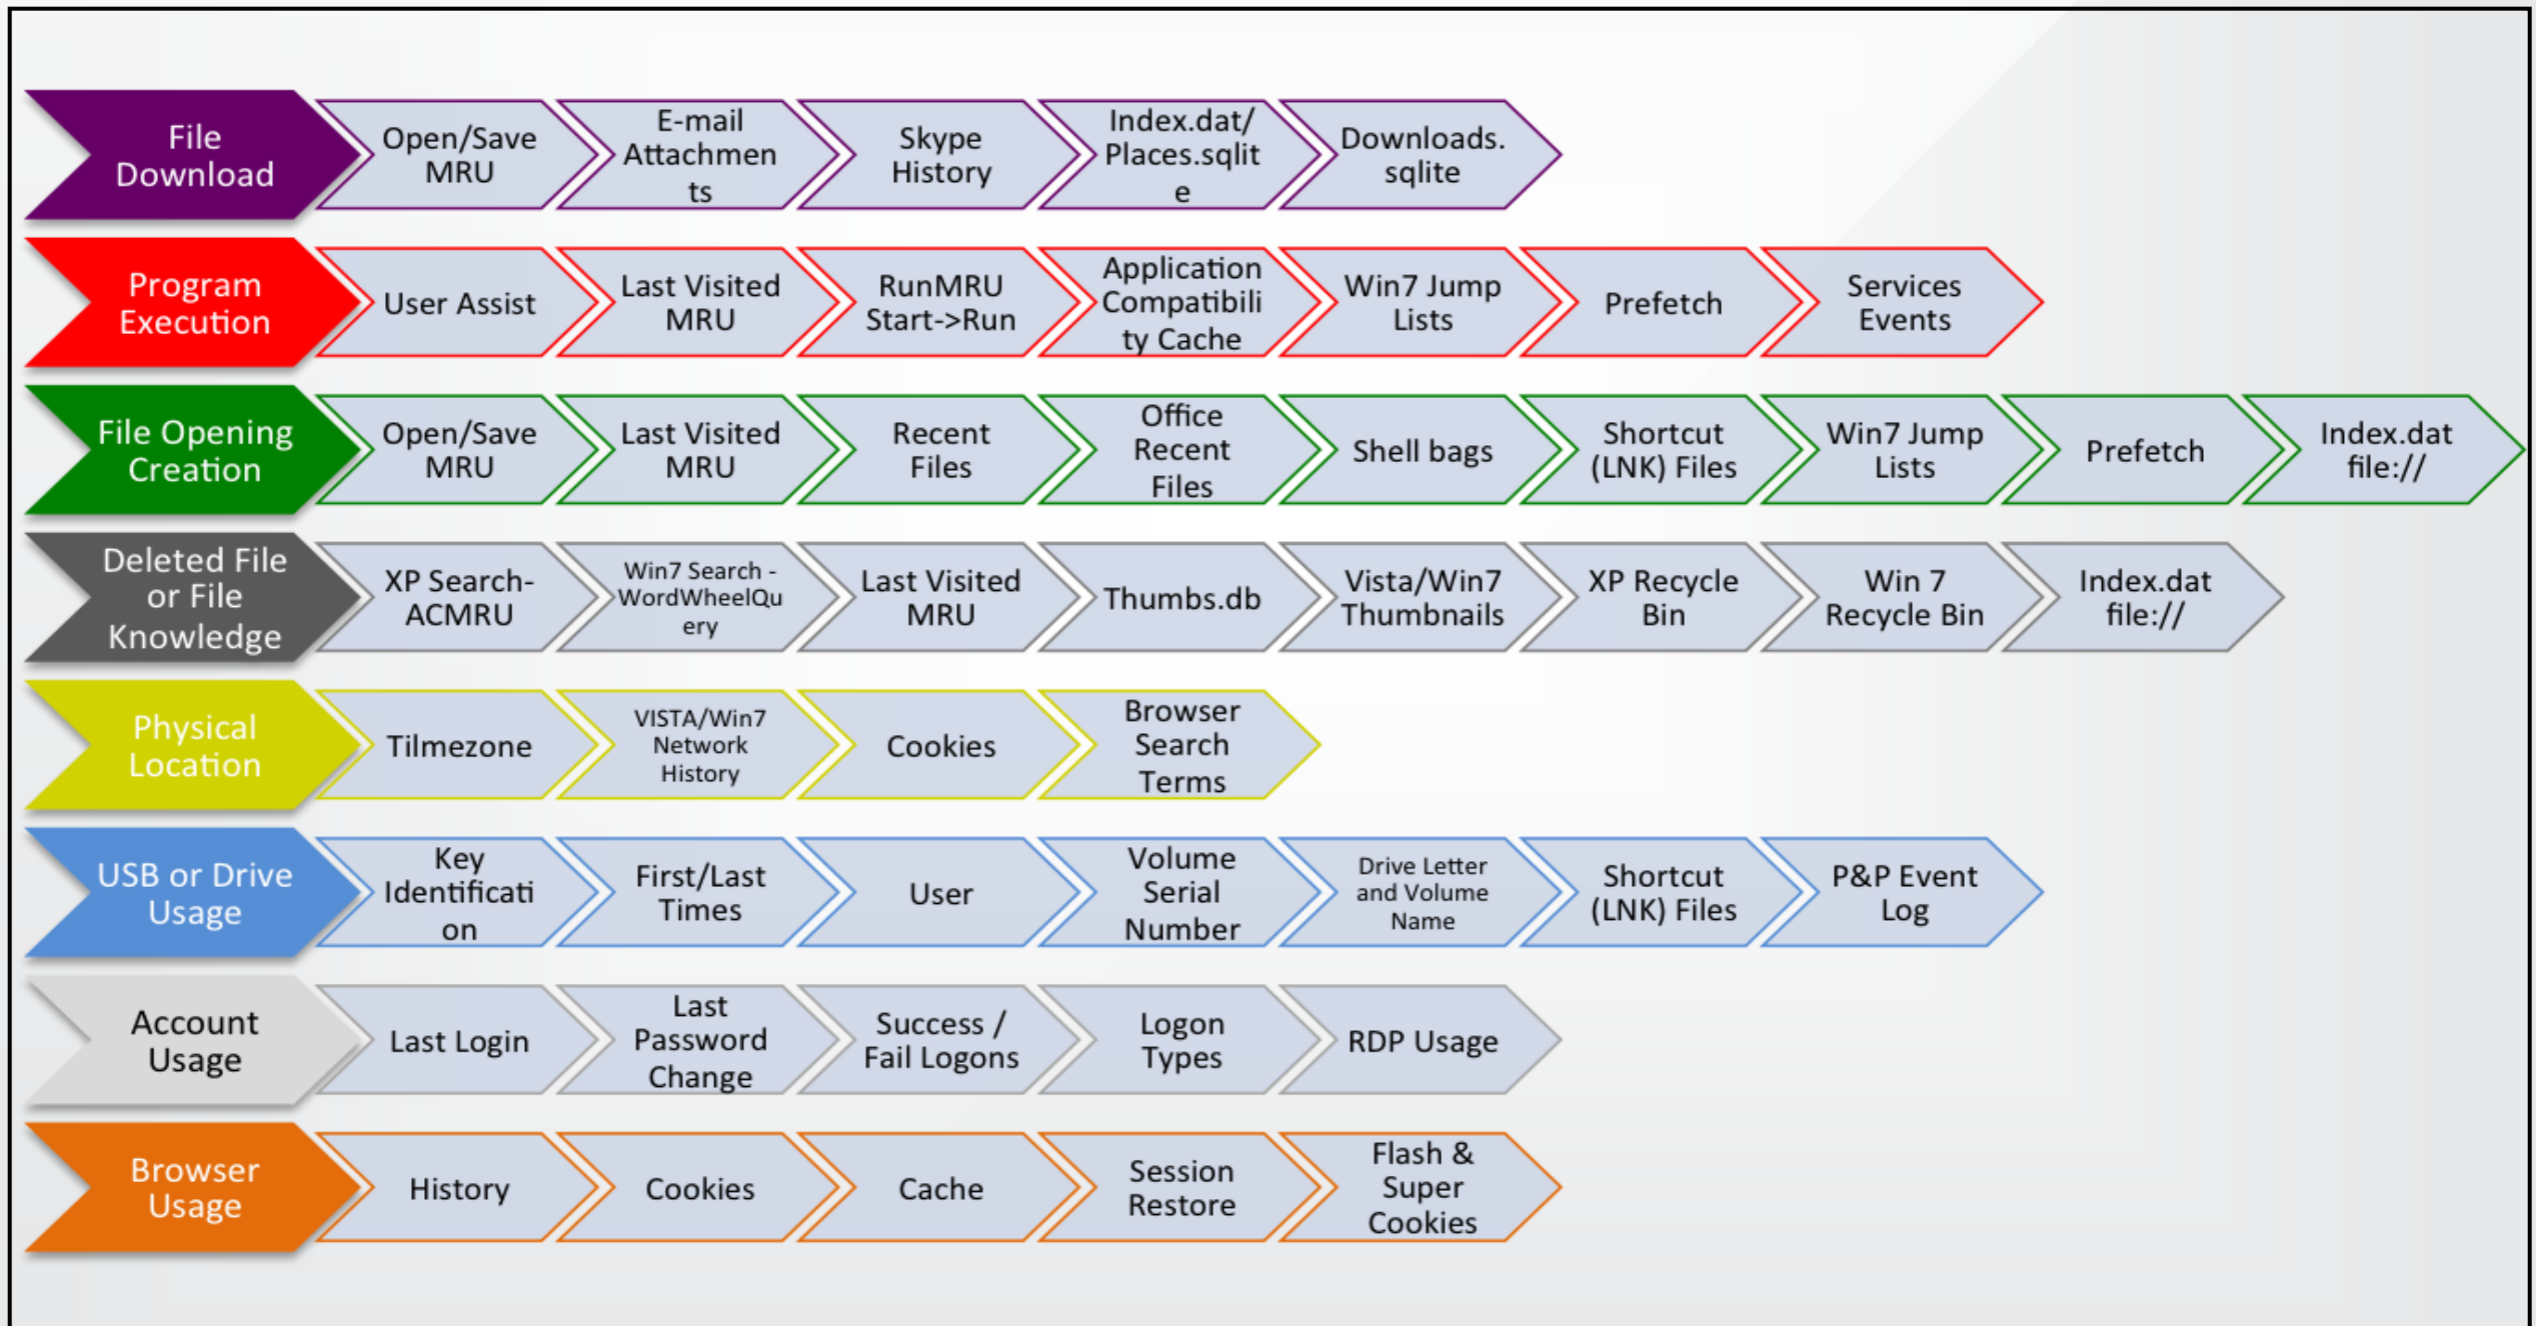 File
Download
Open/Save
MRU
E-mail
Attachmen
ts
Skype
History
Index.dat/
Places.sqlit
e
Downloads.
sqlite
Program
Execution
User Assist
Last Visited
MRU
RunMRU
Start->Run
Application
Compatibili
ty Cache
Win7 Jump
Lists
Prefetch
Services
Events
File Opening
Creation
Open/Save
MRU
Last Visited
MRU
Recent
Files
Office
Recent
Files
Shell bags
Shortcut
(LNK) Files
Win7 Jump
Lists
Prefetch
Index.dat
file://
Deleted File
or File
Knowledge
XP Search-
ACMRU
Win7 Search -
WordWheelQu
ery
Last Visited
MRU
Thumbs.db
Vista/Win7
Thumbnails
XP Recycle
Bin
Win 7
Recycle Bin
Index.dat
file://
Physical
Location
Tilmezone
VISTA/Win7
Network
History
Cookies
Browser
Search
Terms
USB or Drive
Usage
Key
Identificati
on
First/Last
Times
User
Volume
Serial
Number
Drive Letter
and Volume
Name
Shortcut
(LNK) Files
P&P Event
Log
Account
Usage
Last Login
Last
Password
Change
Success /
Fail Logons
Logon
Types
RDP Usage
Browser
Usage
History
Cookies
Cache
Session
Restore
Flash &
Super
Cookies